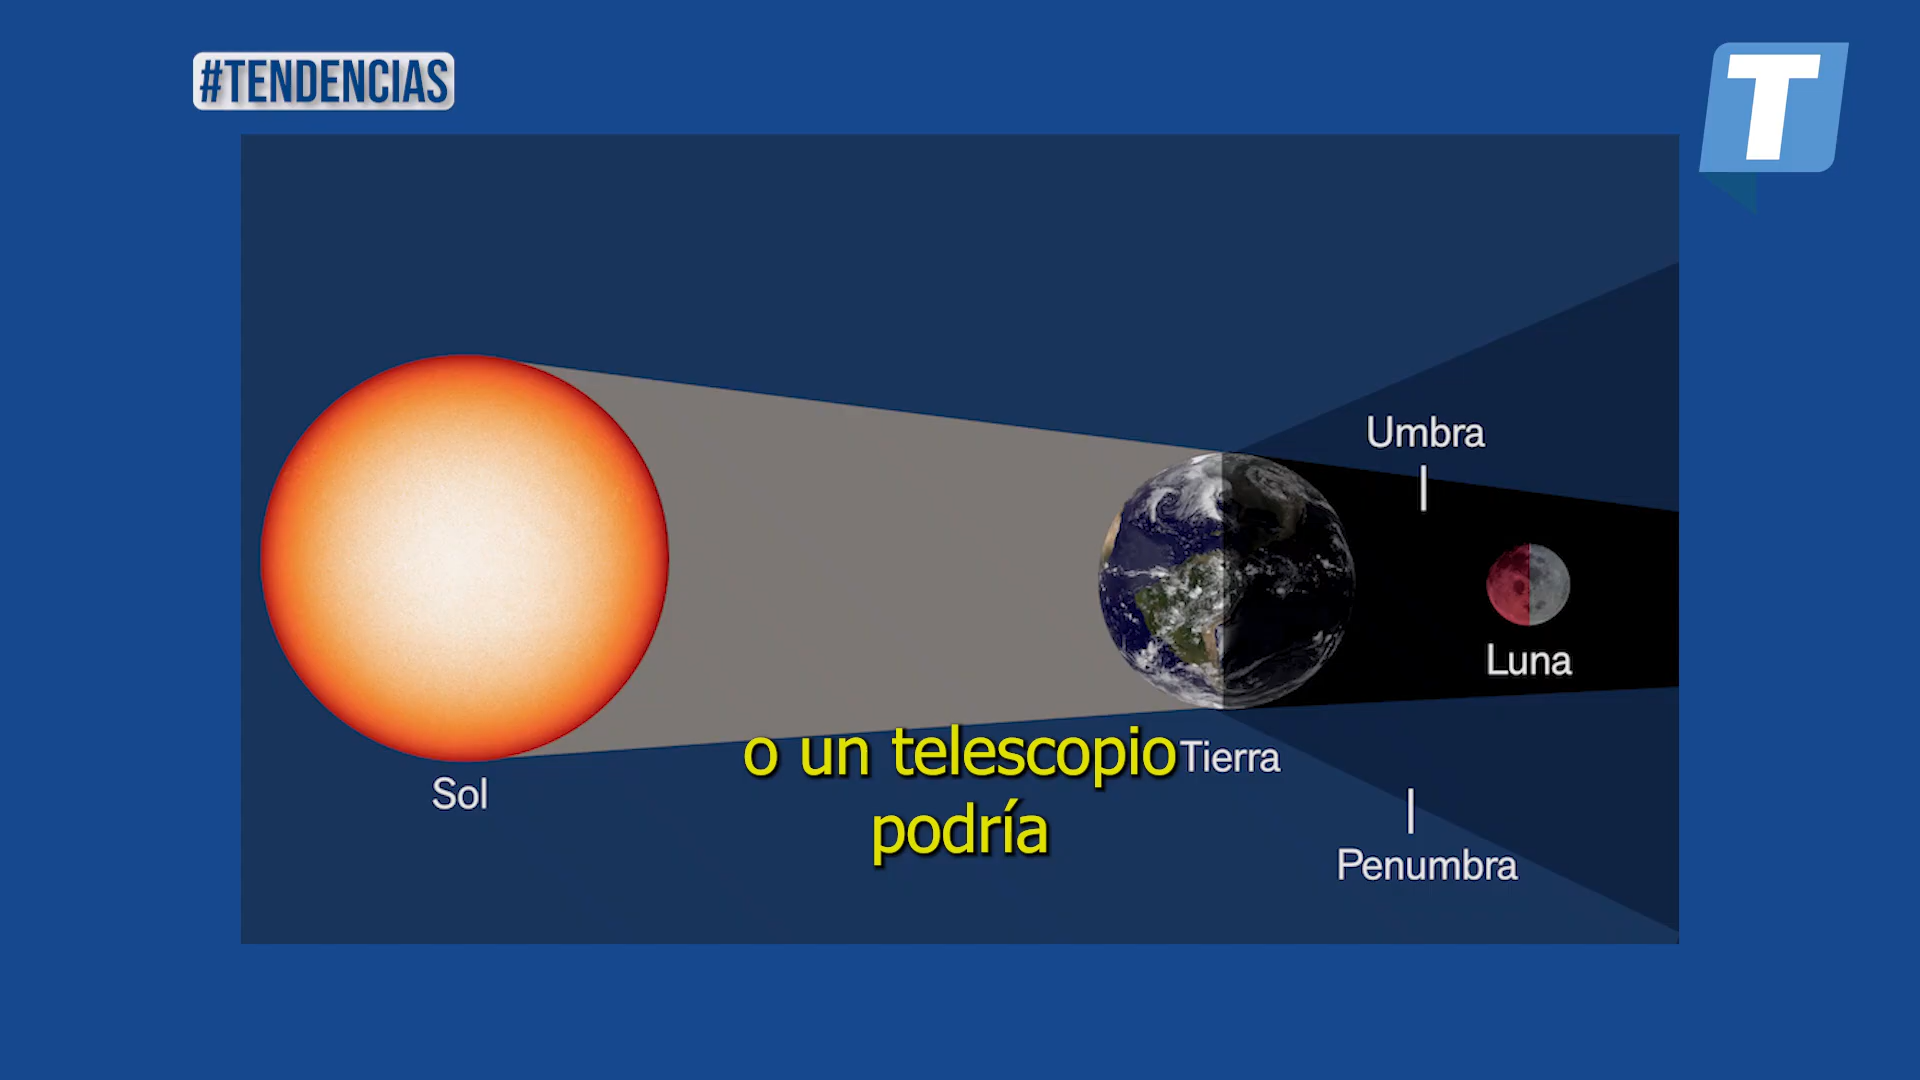 #TENDENCIAS
T
Umbra
Luna
o un telescopio
Tierra
podría
Sol
Penumbra